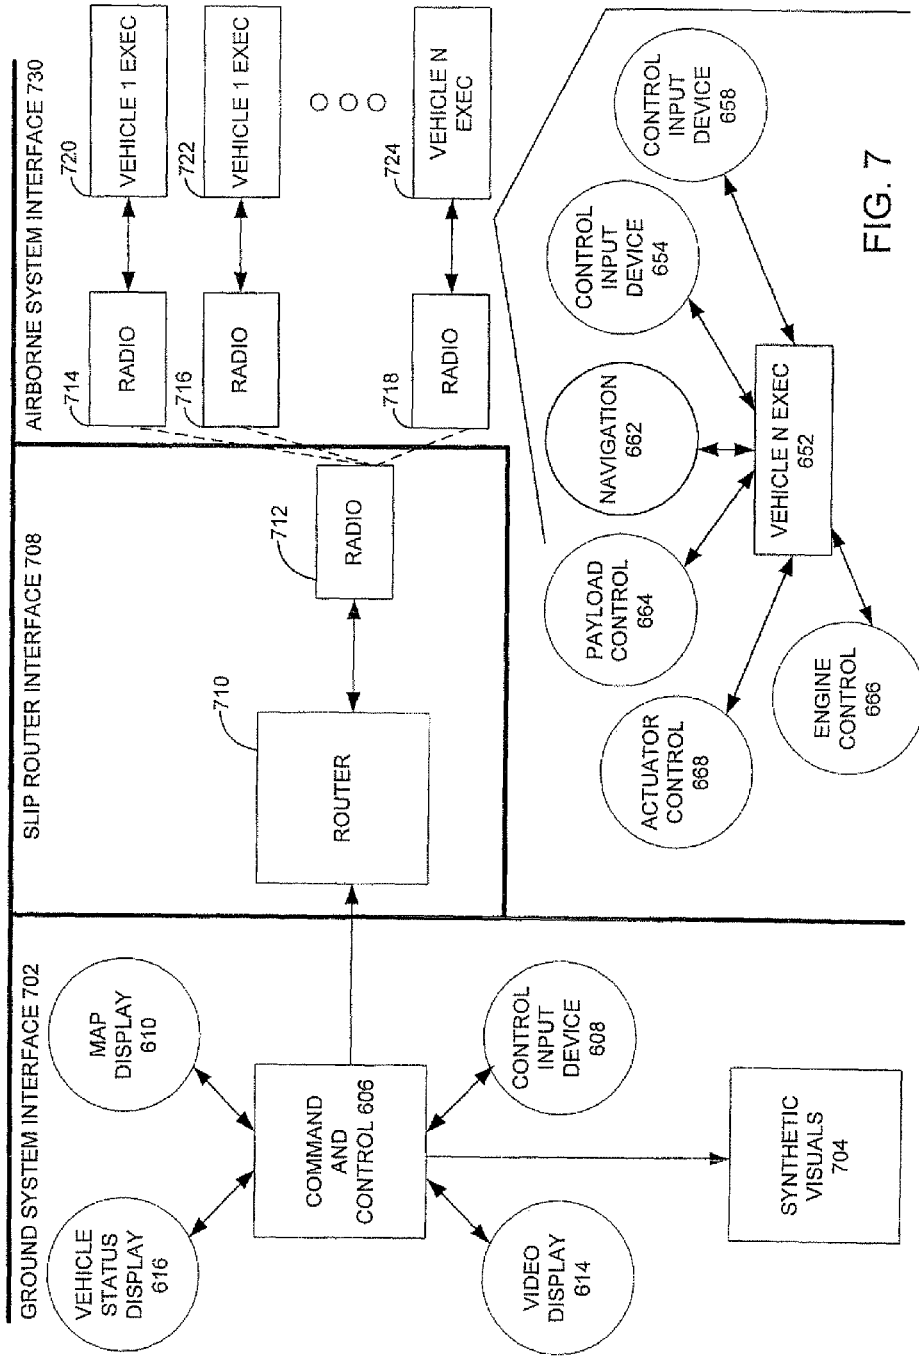 GROUND SYSTEM INTERFACE 702
SLIP ROUTER INTERFACE 708
AIRBORNE SYSTEM INTERFACE 730
VEHICLE
STATUS
DISPLAY
616
MAP
DISPLAY
610
COMMAND
AND
CONTROL 606
VIDEO
DISPLAY
614
CONTROL
INPUT
DEVICE
608
SYNTHETIC
VISUALS
704
710
ROUTER
712
RADIO
714
RADIO
720
VEHICLE 1 EXEC
716
RADIO
722
VEHICLE 1 EXEC
718
RADIO
724
VEHICLE N
EXEC
ACTUATOR
CONTROL
668
PAYLOAD
CONTROL
664
NAVIGATION
662
CONTROL
INPUT
DEVICE
654
CONTROL
INPUT
DEVICE
658
ENGINE
CONTROL
666
VEHICLE N EXEC
652
FIG. 7